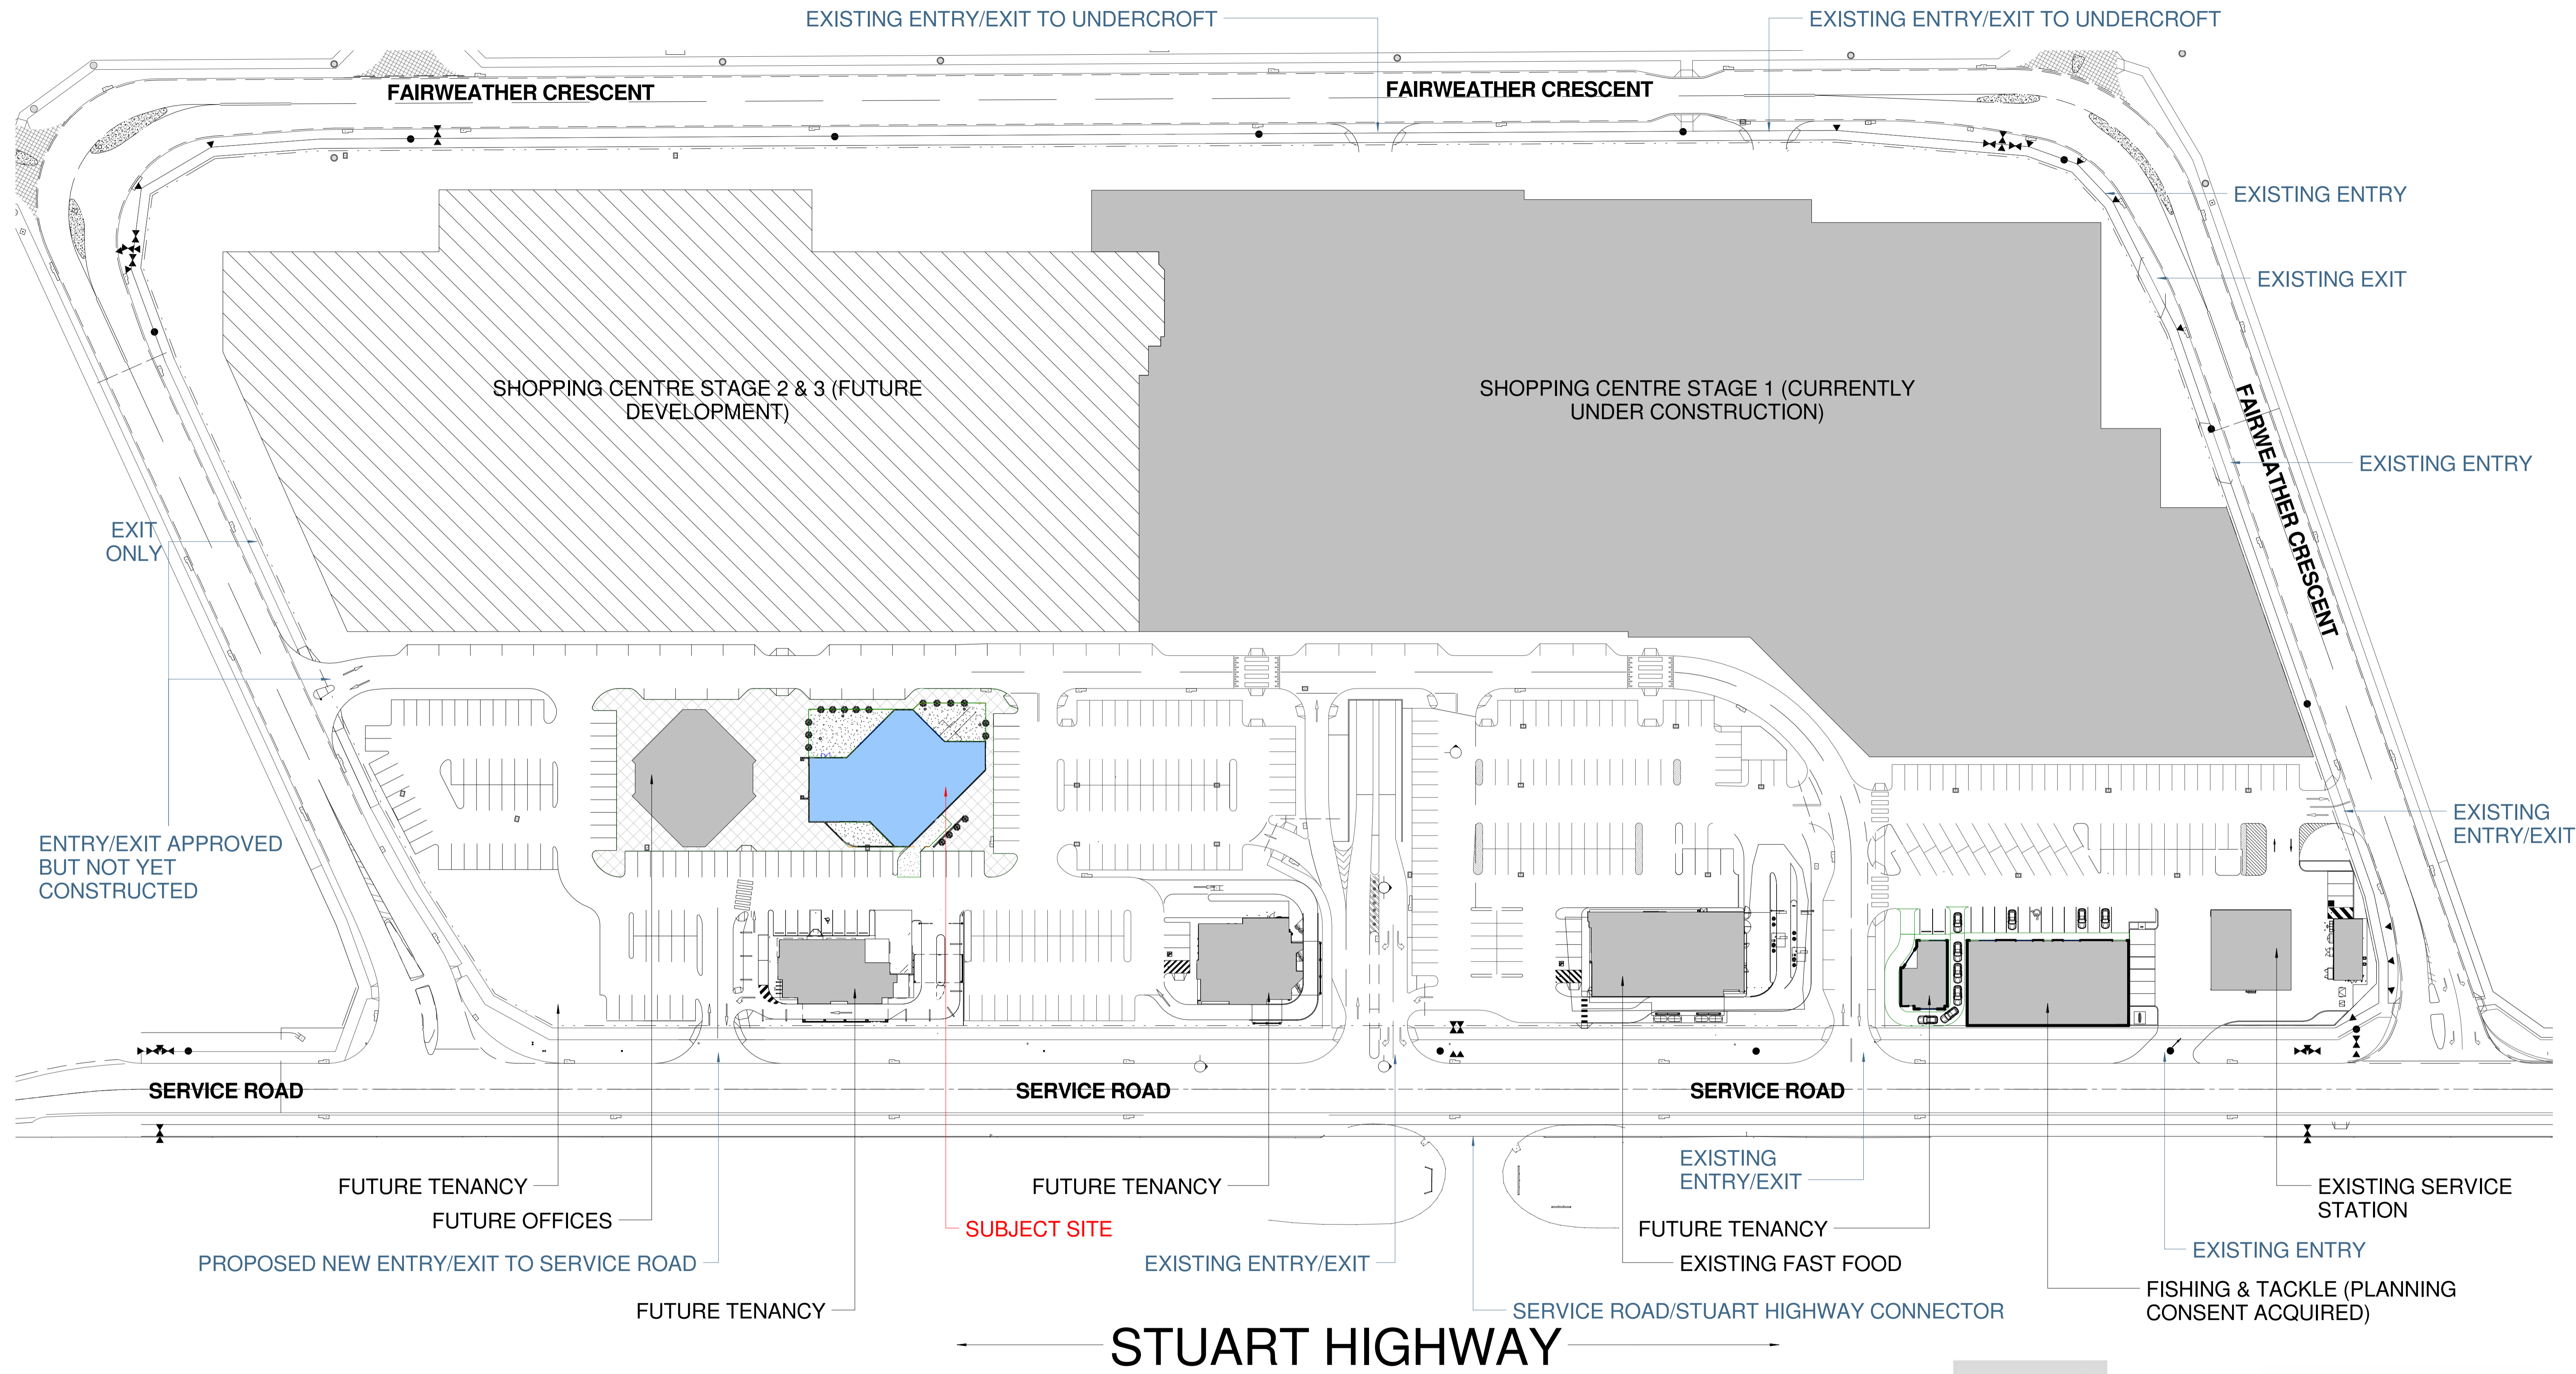 EXISTING ENTRY/EXIT TO UNDERCROFT
EXISTING ENTRY/EXIT TO UNDERCROFT
FAIRWEATHER CRESCENT
FAIRWEATHER CRESCENT
EXISTING ENTRY
EXISTING EXIT
SHOPPING CENTRE STAGE 2 & 3 (FUTURE
DEVELOPMENT)
SHOPPING CENTRE STAGE 1 (CURRENTLY
UNDER CONSTRUCTION)
FAIRWEATHER CRESCENT
EXISTING ENTRY
EXIT
ONLY
ENTRY/EXIT APPROVED
BUT NOT YET
CONSTRUCTED
EXISTING
ENTRY/EXIT
SERVICE ROAD
SERVICE ROAD
SERVICE ROAD
FUTURE TENANCY
FUTURE OFFICES
PROPOSED NEW ENTRY/EXIT TO SERVICE ROAD
FUTURE TENANCY
SUBJECT SITE
FUTURE TENANCY
EXISTING ENTRY/EXIT
EXISTING
ENTRY/EXIT
FUTURE TENANCY
EXISTING FAST FOOD
SERVICE ROAD/STUART HIGHWAY CONNECTOR
EXISTING SERVICE
STATION
EXISTING ENTRY
FISHING & TACKLE (PLANNING
CONSENT ACQUIRED)
STUART HIGHWAY